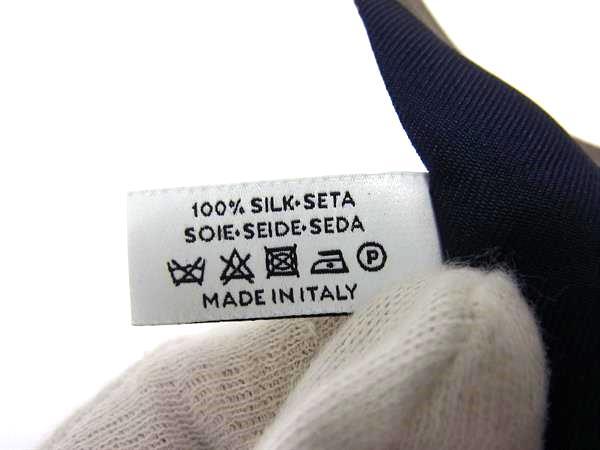 100% SILK•SETA
SOIE•SEIDE•SEDA
P
MADE IN ITALY